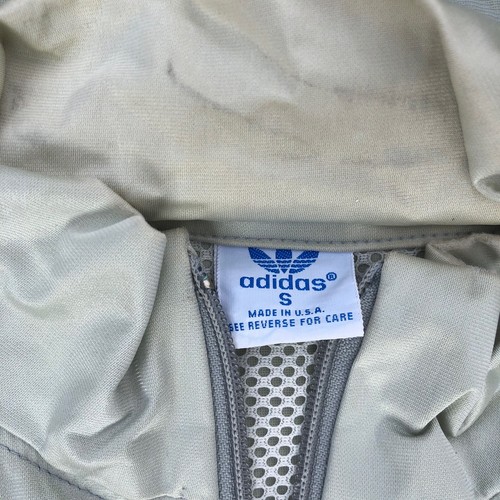 adidas®
S
MADE IN U.S.A.
SEE REVERSE FOR CARE